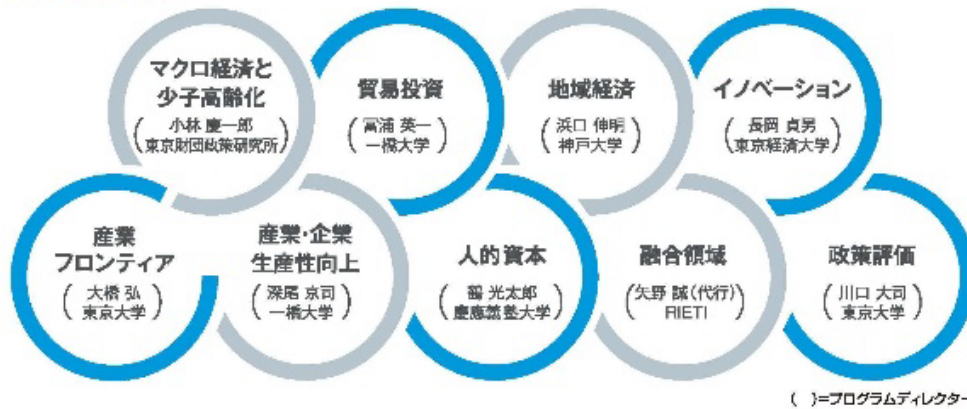 マクロ経済と
少子高齢化
小林 慶一郎
東京財団政策研究所
貿易投資
冨浦 英一
一橋大学
地域経済
浜口 伸明
神戸大学
イノベーション
長岡 貞男
東京経済大学
産業
フロンティア
大橋 弘
東京大学
産業・企業
生産性向上
深尾 京司
一橋大学
人的資本
鶴 光太郎
慶應義塾大学
融合領域
矢野 誠(代行)
RIETI
政策評価
川口 大司
東京大学
( )=プログラムディレクター